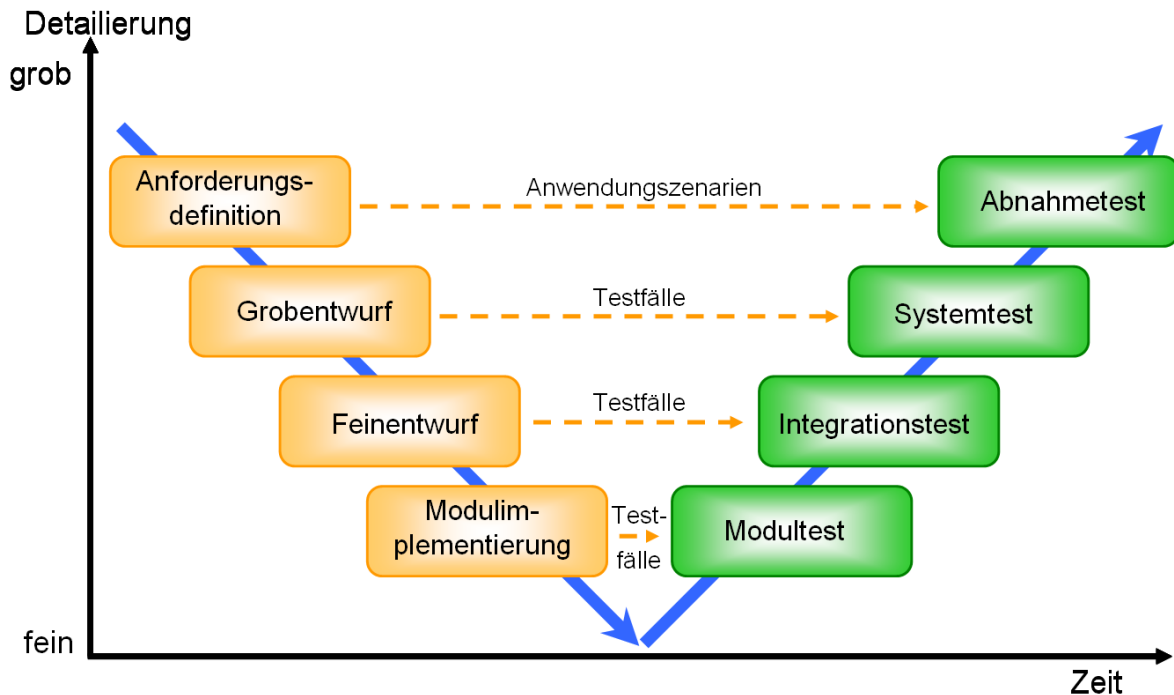 Detailierung
grob
Anforderungs-
definition
Anwendungszenarien
Abnahmetest
Grobentwurf
Testfälle
Systemtest
Feinentwurf
Testfälle
Integrationstest
Modulim-
plementierung
Test-
fälle
Modultest
fein
Zeit